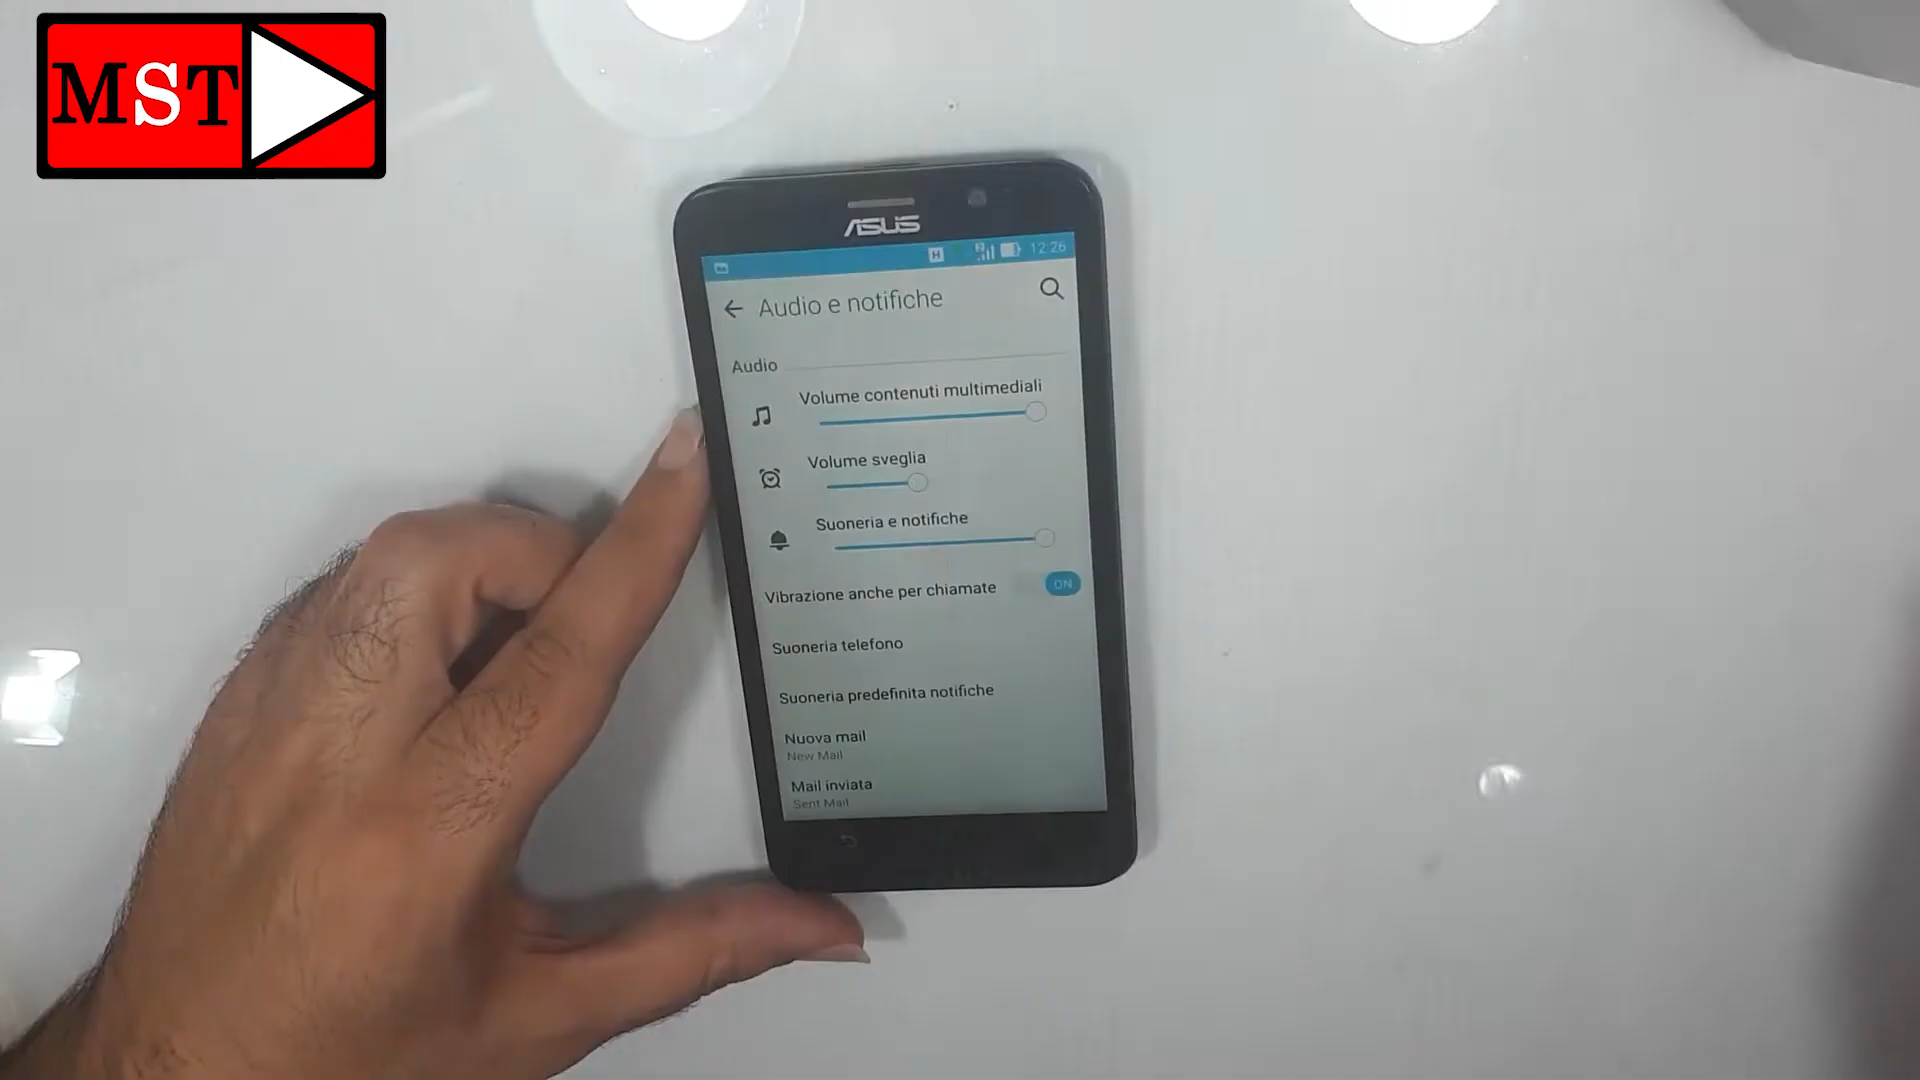 MST
ASUS
H 2 12:26
Audio e notifiche
Audio
Volume contenuti multimediali
Volume sveglia
Suoneria e notifiche
Vibrazione anche per chiamate ON
Suoneria telefono
Suoneria predefinita notifiche
Nuova mail
New Mail
Mail inviata
Sent Mail